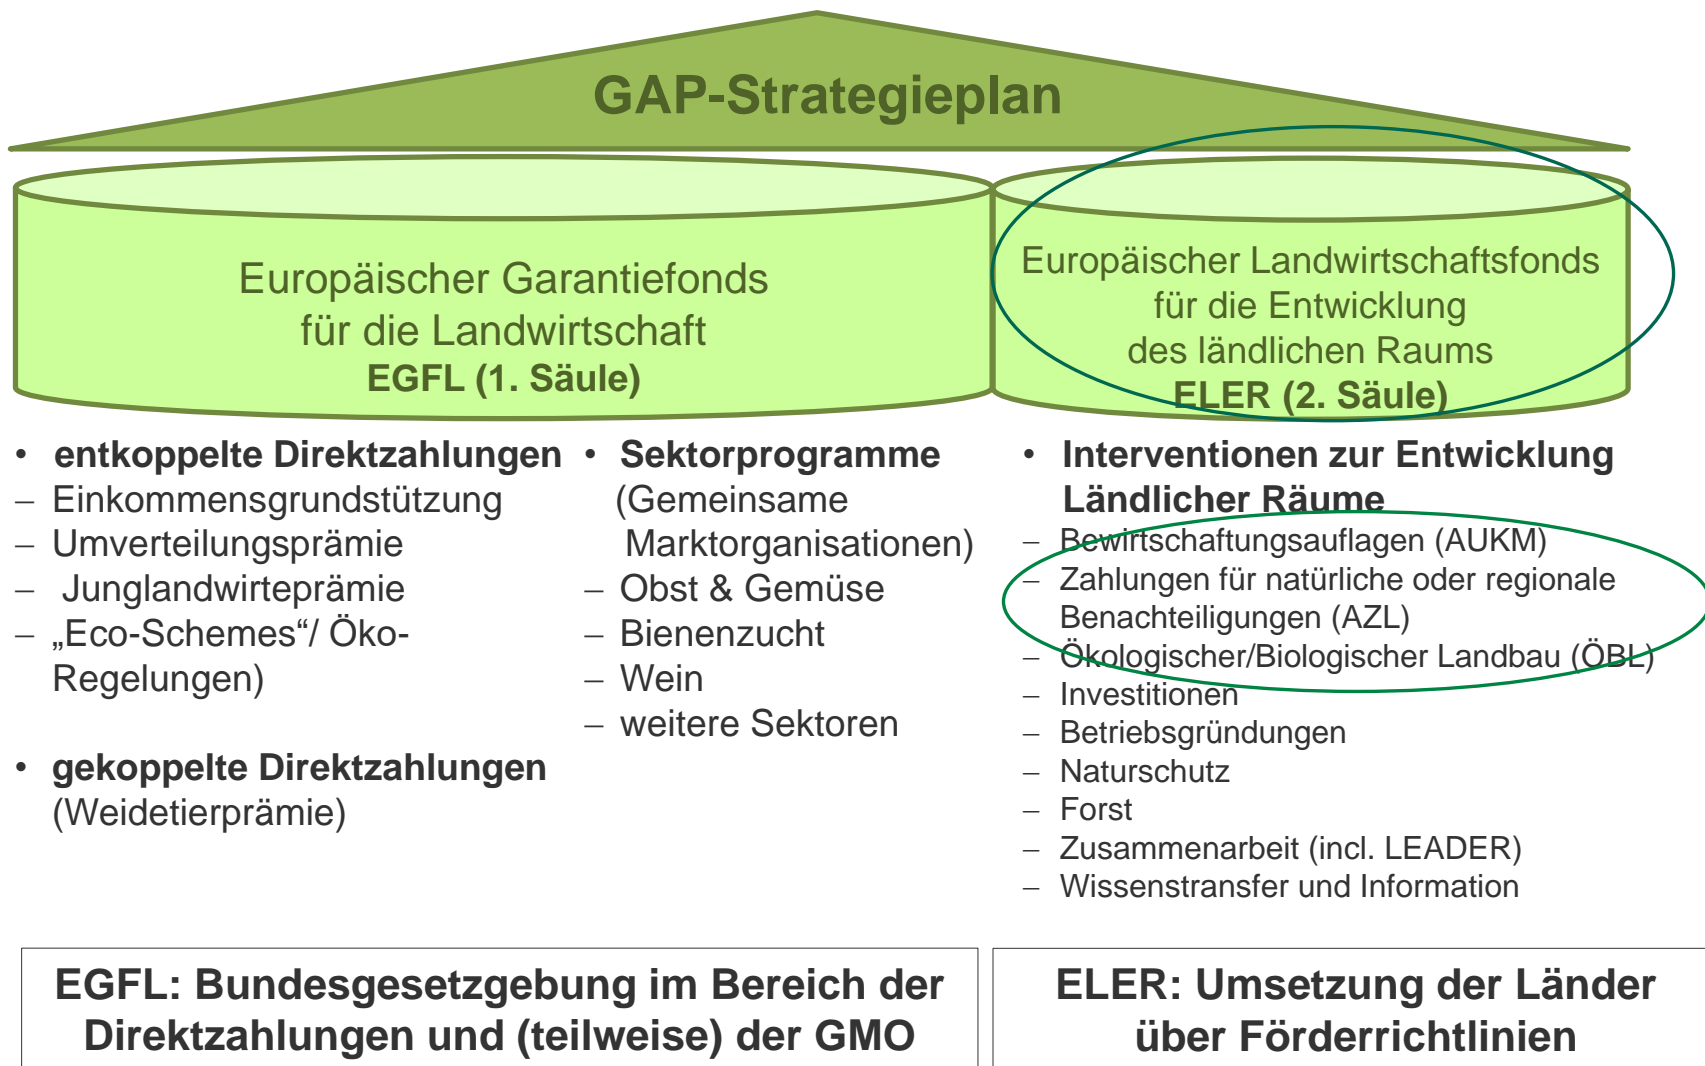 GAP-Strategieplan
Europäischer Garantiefonds
für die Landwirtschaft
EGFL (1. Säule)
Europäischer Landwirtschaftsfonds
für die Entwicklung
des ländlichen Raums
ELER (2. Säule)
• entkoppelte Direktzahlungen
– Einkommensgrundstützung
– Umverteilungsprämie
– Junglandwirteprämie
– „Eco-Schemes“/ Öko-
Regelungen)
• gekoppelte Direktzahlungen
(Weidetierprämie)
• Sektorprogramme
(Gemeinsame
Marktorganisationen)
– Obst & Gemüse
– Bienenzucht
– Wein
– weitere Sektoren
• Interventionen zur Entwicklung
Ländlicher Räume
– Bewirtschaftungsauflagen (AUKM)
– Zahlungen für natürliche oder regionale
Benachteiligungen (AZL)
– Ökologischer/Biologischer Landbau (ÖBL)
– Investitionen
– Betriebsgründungen
– Naturschutz
– Forst
– Zusammenarbeit (incl. LEADER)
– Wissenstransfer und Information
EGFL: Bundesgesetzgebung im Bereich der
Direktzahlungen und (teilweise) der GMO
ELER: Umsetzung der Länder
über Förderrichtlinien